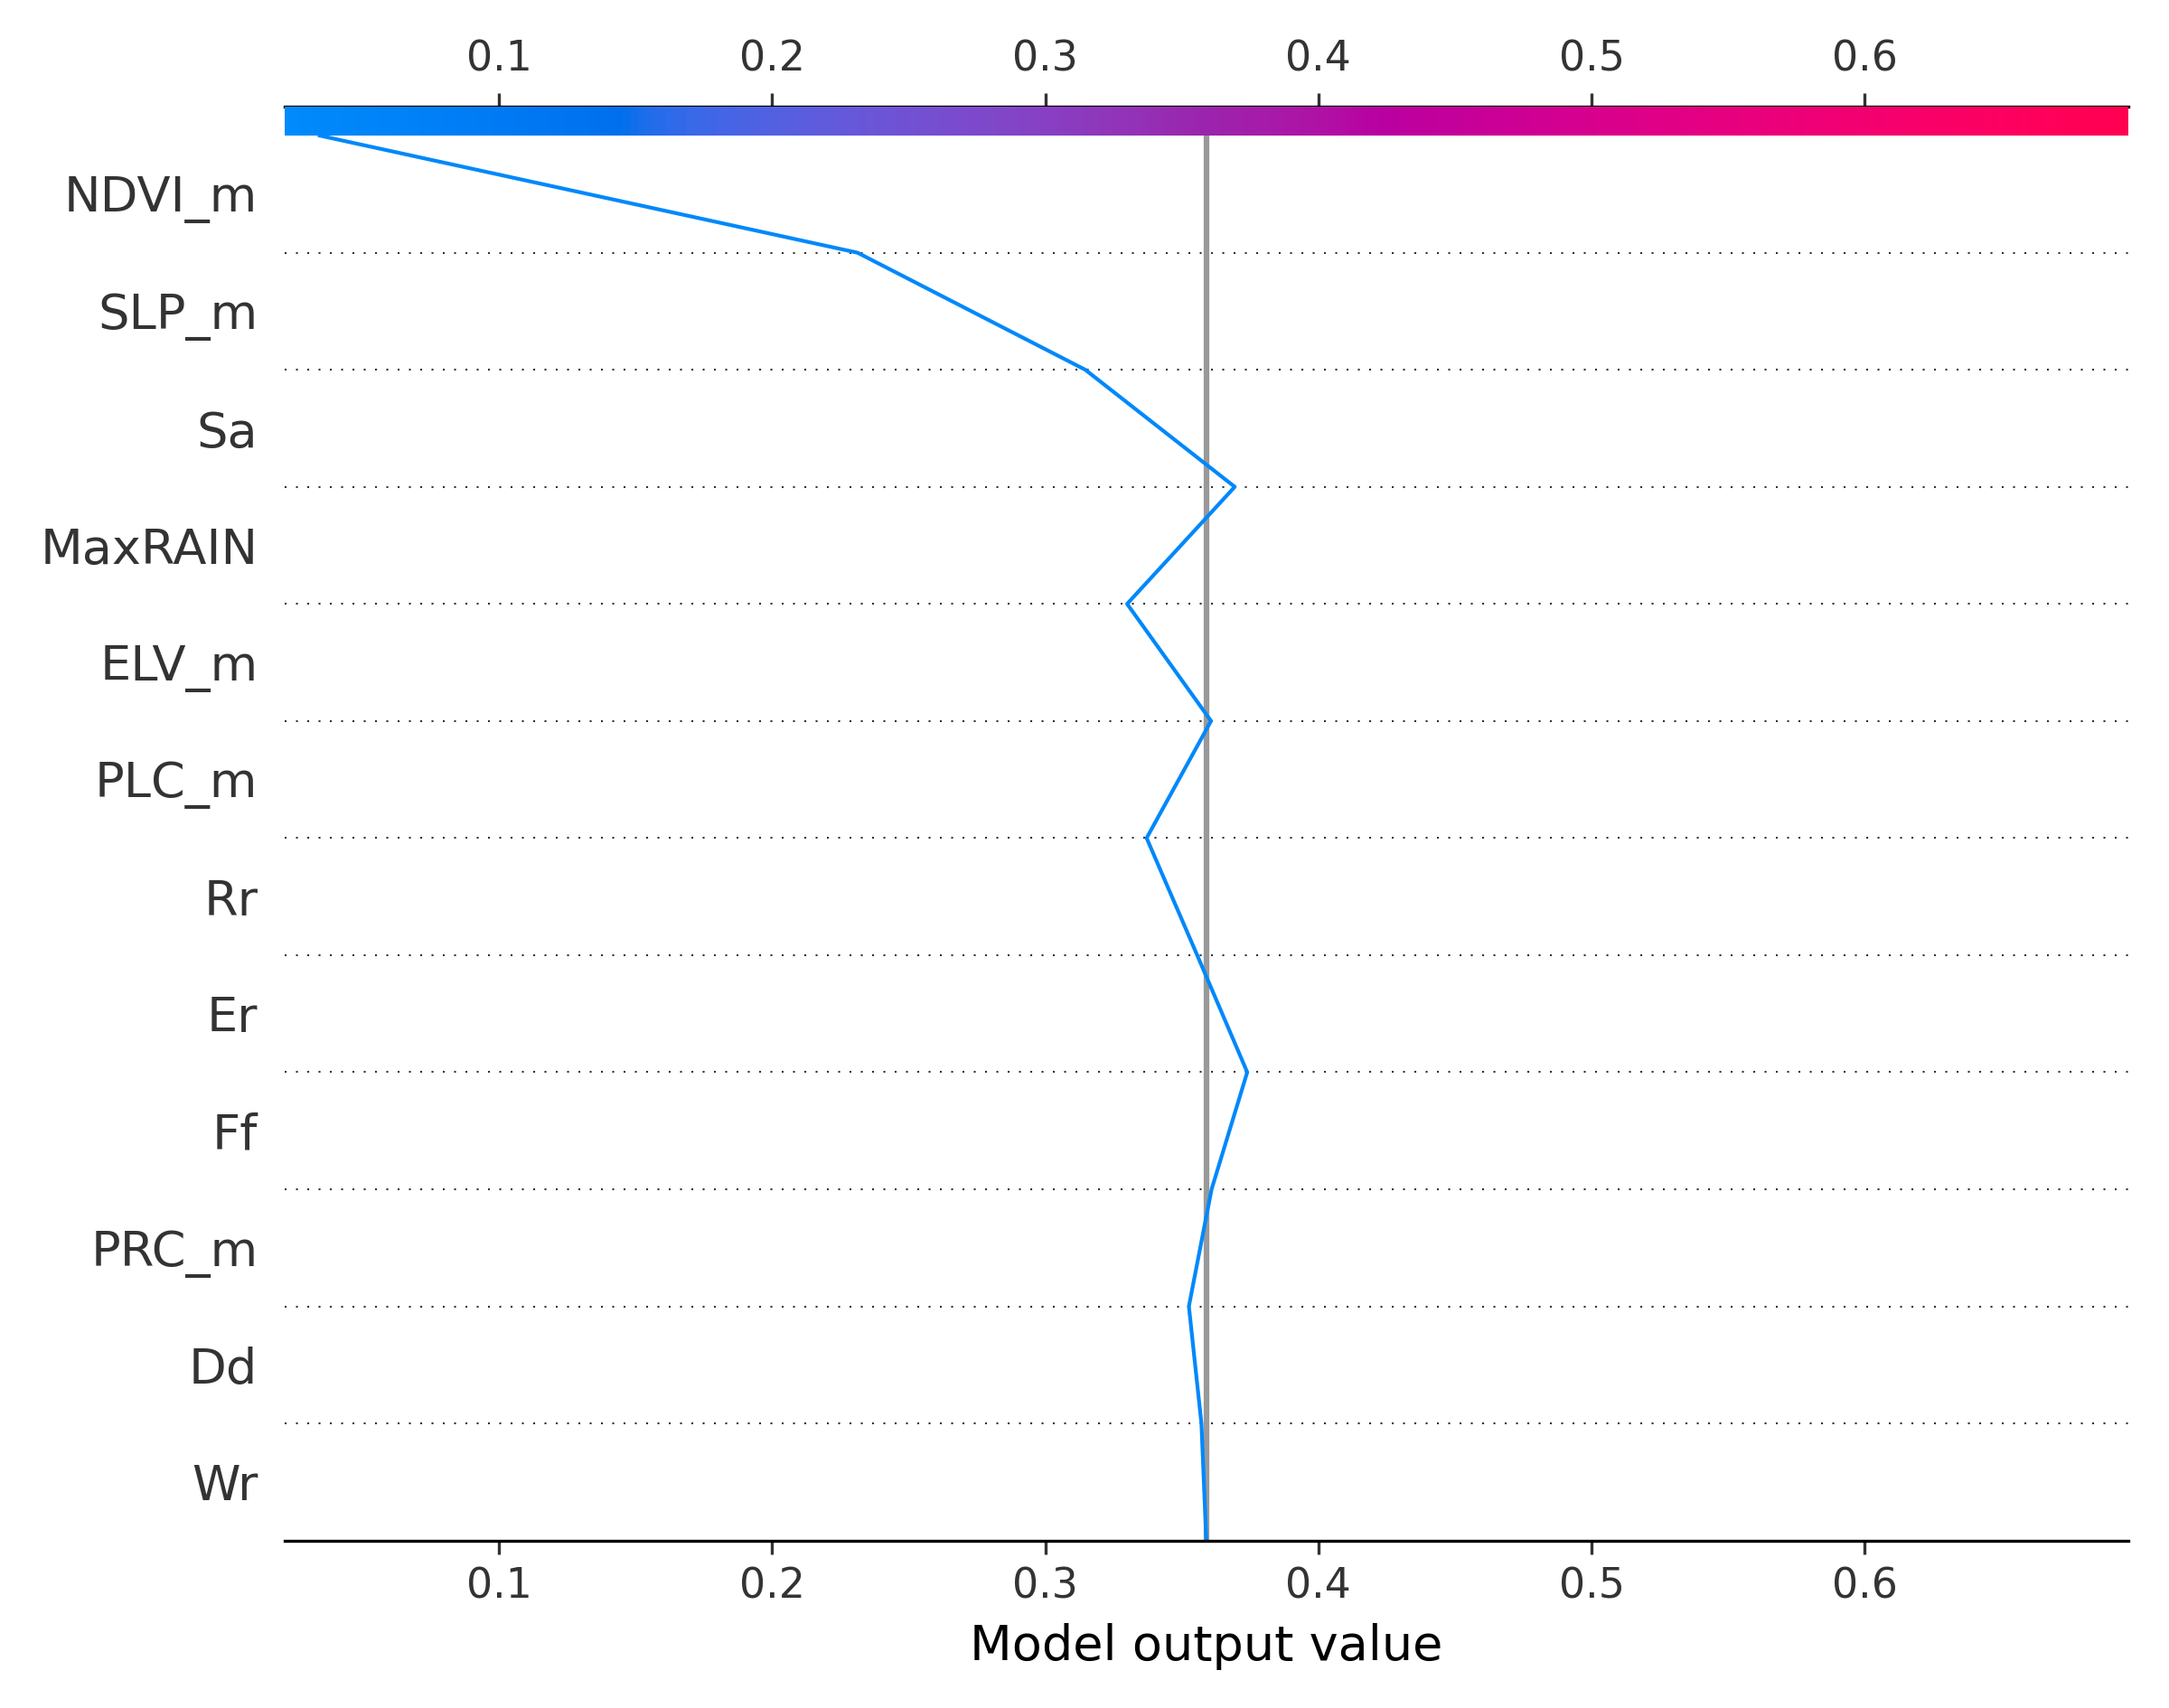 0.1 0.2 0.3 0.4 0.5 0.6
NDVI_m
SLP_m
Sa
MaxRAIN
ELV_m
PLC_m
Rr
Er
Ff
PRC_m
Dd
Wr
0.1 0.2 0.3 0.4 0.5 0.6
Model output value